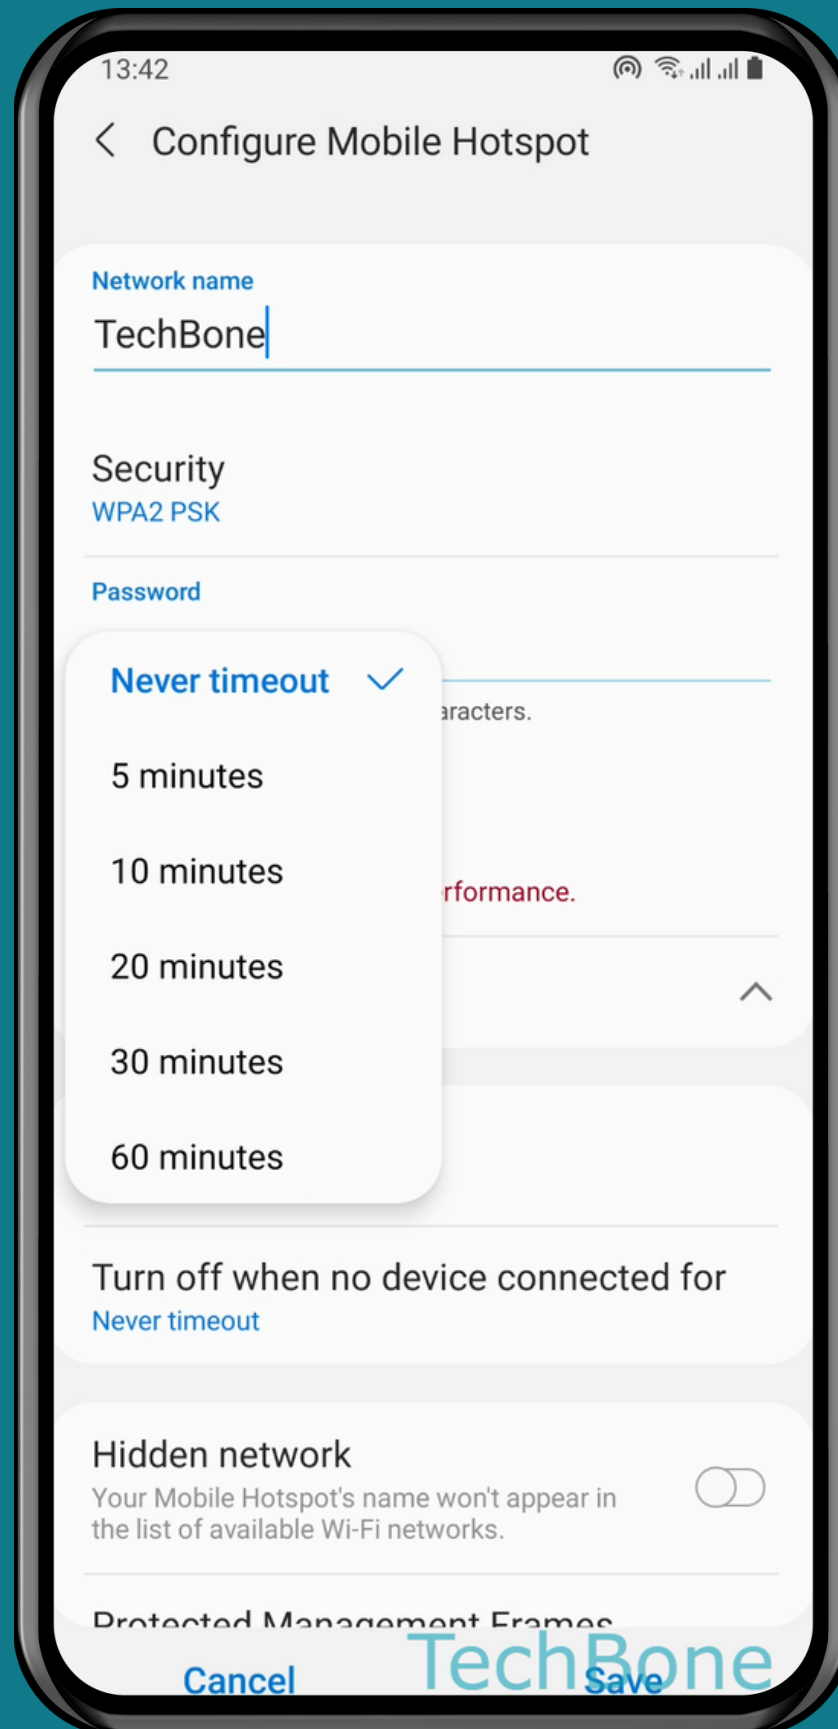 13:42
Configure Mobile Hotspot
Network name
TechBone
Security
WPA2 PSK
Password
Never timeout
aracters.
5 minutes
10 minutes
rformance.
20 minutes
30 minutes
60 minutes
Turn off when no device connected for
Never timeout
Hidden network
Your Mobile Hotspot's name won't appear in
the list of available Wi-Fi networks.
Protected Management Frames
TechBone
Cancel
Save